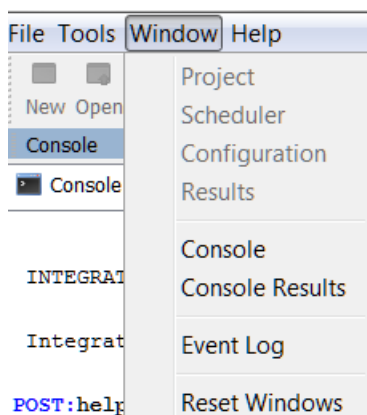 File Tools Window Help
New Open
Console
Console
INTEGRAT
Integrat
POST:help
Project
Scheduler
Configuration
Results
Console
Console Results
Event Log
Reset Windows